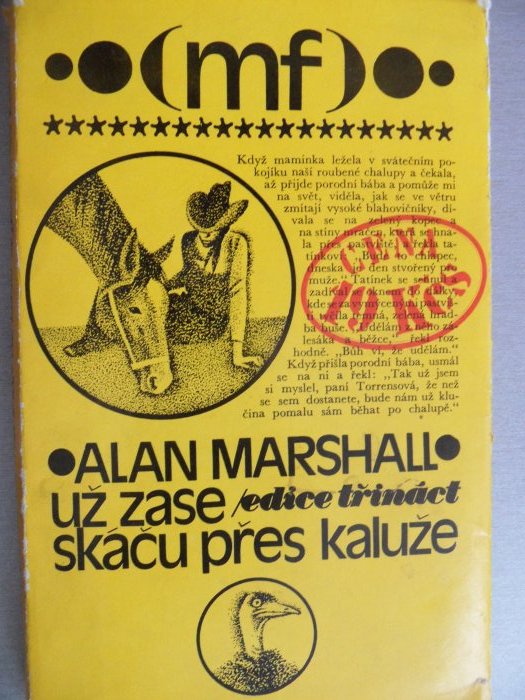 (mf)
Když maminka ležela v svátečním po-
kojíku naší roubené chalupy a čekala,
až přijde porodní bába a pomůže mi
na svět, viděla, jak se ve větru
zmítají vysoké blahovičníky, dí-
vala se na zelený kopec a
na stíny mračen, která se hna-
la přes pastviště, a řekla ta-
tínkovi: „Bude to chlapec,
dneska je den stvořený pro
muže." Tatínek se sehnul a
zadíval oknem do dálky,
kde se za vymýceným pastvi-
štěm vedla temná, zelená hrad-
ba buše. „Udělám z něho zá-
lesáka a běžce," řekl roz-
hodně. „Bůh ví, že udělám."
Když přišla porodní bába, usmál
se na ni a řekl: „Tak už jsem
si myslel, paní Torrensová, že než
se sem dostanete, bude nám už klu-
čina pomalu sám běhat po chalupě."
ALAN MARSHALL
už zase /edice třináct
skáču přes kaluže